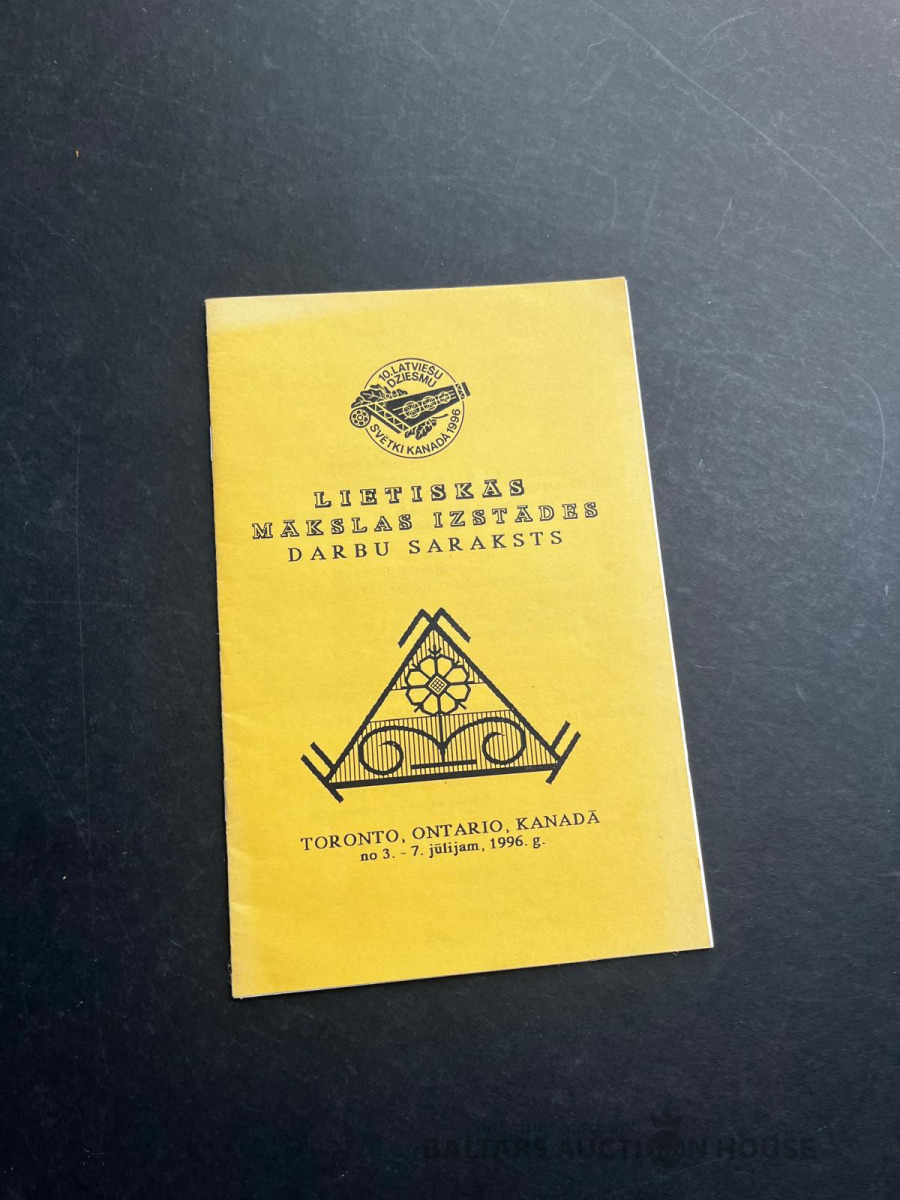 10. LATVIEŠU
DZIESMU
SVĒTKI KANADĀ 1996
LIETISKĀS
MĀKSLAS IZSTĀDES
DARBU SARAKSTS
TORONTO, ONTARIO, KANADĀ
no 3. - 7. jūlijam, 1996. g.
BALTARS AUCTION HOUSE